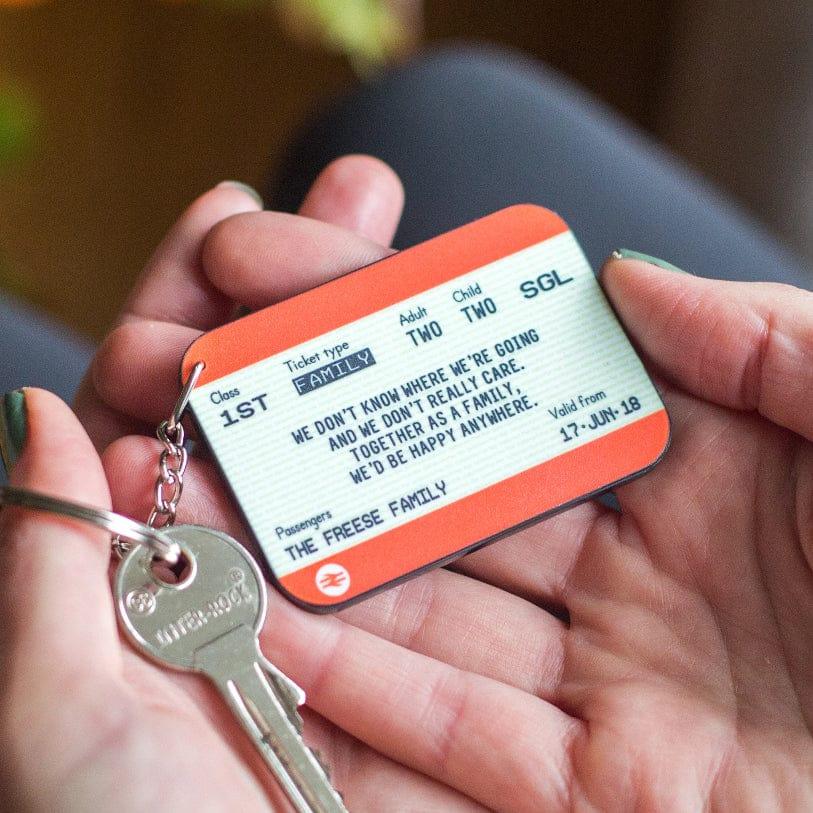 Class
1ST
Ticket type
FAMILY
Adult
TWO
Child
TWO
SGL
WE DON'T KNOW WHERE WE'RE GOING
AND WE DON'T REALLY CARE.
TOGETHER AS A FAMILY,
WE'D BE HAPPY ANYWHERE.
Valid from
17·JUN·18
Passengers
THE FREESE FAMILY
INTER-LOCK®